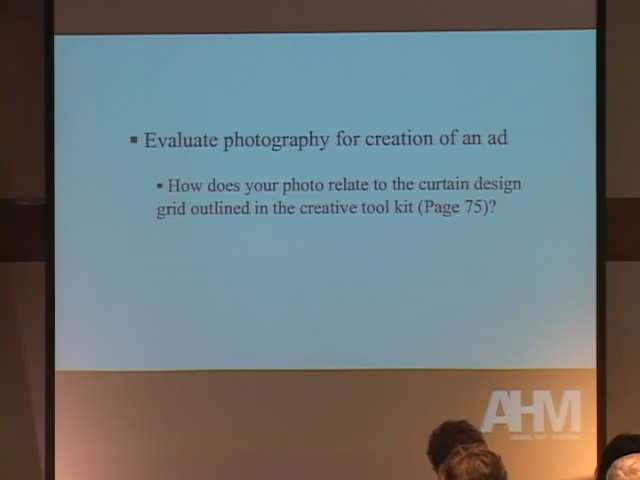 ▪ Evaluate photography for creation of an ad
▪ How does your photo relate to the curtain design
grid outlined in the creative tool kit (Page 75)?
AHM